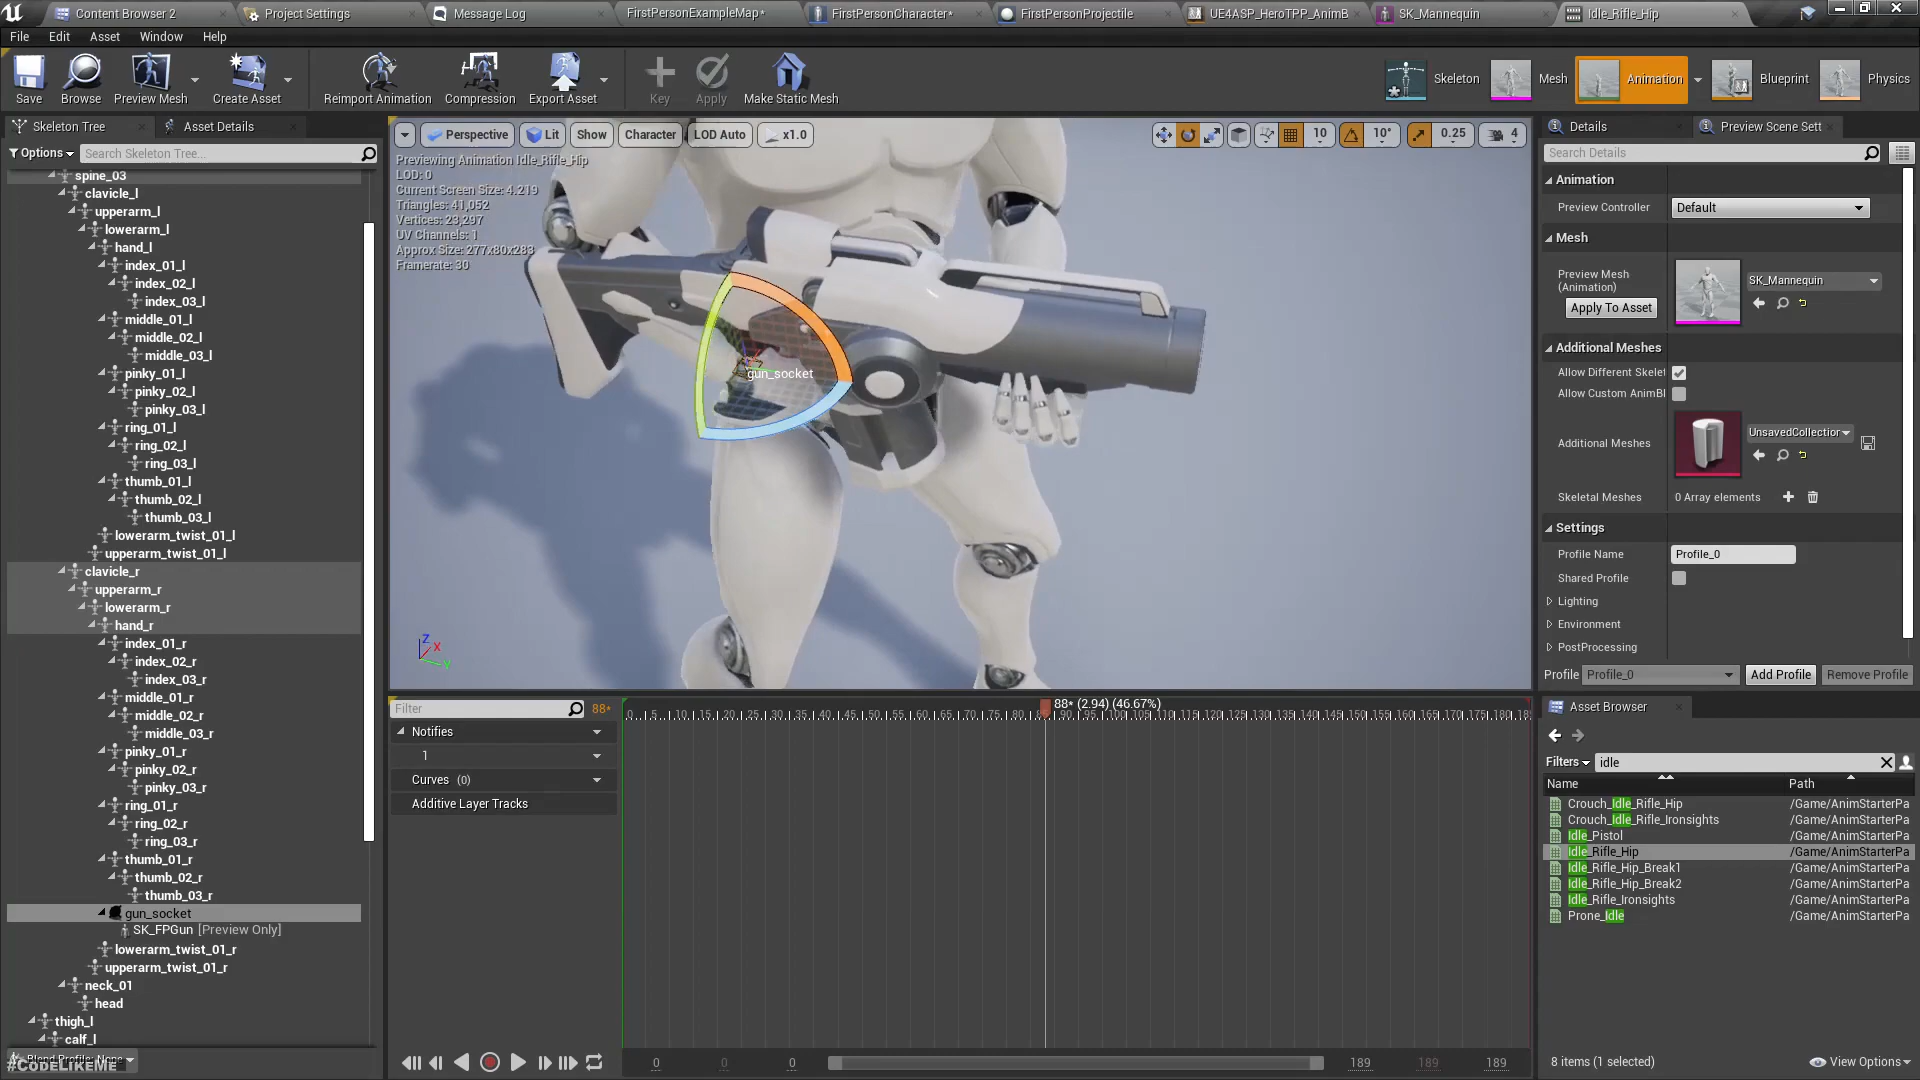 Content Browser 2
Project Settings
Message Log
FirstPersonExampleMap*
FirstPersonCharacter*
FirstPersonProjectile
UE4ASP_HeroTPP_AnimB
SK_Mannequin
Idle_Rifle_Hip
File
Edit
Asset
Window
Help
Save
Browse
Preview Mesh
Create Asset
Reimport Animation
Compression
Export Asset
Key
Apply
Make Static Mesh
Skeleton
Mesh
Animation
Blueprint
Physics
Skeleton Tree
Asset Details
Options
Search Skeleton Tree...
spine_03
clavicle_l
upperarm_l
lowerarm_l
hand_l
index_01_l
index_02_l
index_03_l
middle_01_l
middle_02_l
middle_03_l
pinky_01_l
pinky_02_l
pinky_03_l
ring_01_l
ring_02_l
ring_03_l
thumb_01_l
thumb_02_l
thumb_03_l
lowerarm_twist_01_l
upperarm_twist_01_l
clavicle_r
upperarm_r
lowerarm_r
hand_r
index_01_r
index_02_r
index_03_r
middle_01_r
middle_02_r
middle_03_r
pinky_01_r
pinky_02_r
pinky_03_r
ring_01_r
ring_02_r
ring_03_r
thumb_01_r
thumb_02_r
thumb_03_r
gun_socket
SK_FPGun [Preview Only]
lowerarm_twist_01_r
upperarm_twist_01_r
neck_01
head
thigh_l
calf_l
#CODELIKEME
Perspective
Lit
Show
Character
LOD Auto
x1.0
10
10°
0.25
4
Previewing Animation Idle_Rifle_Hip
LOD: 0
Current Screen Size: 4.219
Triangles: 41,052
Vertices: 23,297
UV Channels: 1
Approx Size: 277x80x283
Framerate: 30
gun_socket
Z
X
Y
Filter
88*
88* (2.94) (46.67%)
Notifies
1
Curves (0)
Additive Layer Tracks
0
0
0
189
189
189
Details
Preview Scene Sett
Search Details
Animation
Preview Controller
Default
Mesh
Preview Mesh
(Animation)
Apply To Asset
SK_Mannequin
Additional Meshes
Allow Different Skelet
Allow Custom AnimBl
Additional Meshes
UnsavedCollection
Skeletal Meshes
0 Array elements
Settings
Profile Name
Profile_0
Shared Profile
Lighting
Environment
PostProcessing
Profile
Profile_0
Add Profile
Remove Profile
Asset Browser
Filters
idle
Name
Path
Crouch_Idle_Rifle_Hip /Game/AnimStarterPa
Crouch_Idle_Rifle_Ironsights /Game/AnimStarterPa
Idle_Pistol /Game/AnimStarterPa
Idle_Rifle_Hip /Game/AnimStarterPa
Idle_Rifle_Hip_Break1 /Game/AnimStarterPa
Idle_Rifle_Hip_Break2 /Game/AnimStarterPa
Idle_Rifle_Ironsights /Game/AnimStarterPa
Prone_Idle /Game/AnimStarterPa
8 items (1 selected)
View Options